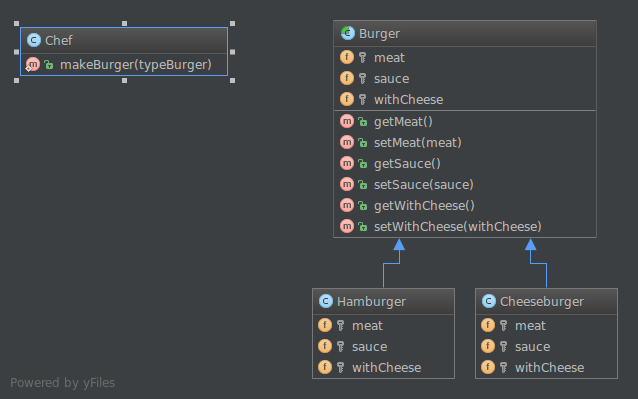 Chef
makeBurger(typeBurger)
Burger
meat
sauce
withCheese
getMeat()
setMeat(meat)
getSauce()
setSauce(sauce)
getWithCheese()
setWithCheese(withCheese)
Hamburger
meat
sauce
withCheese
Cheeseburger
meat
sauce
withCheese
Powered by yFiles